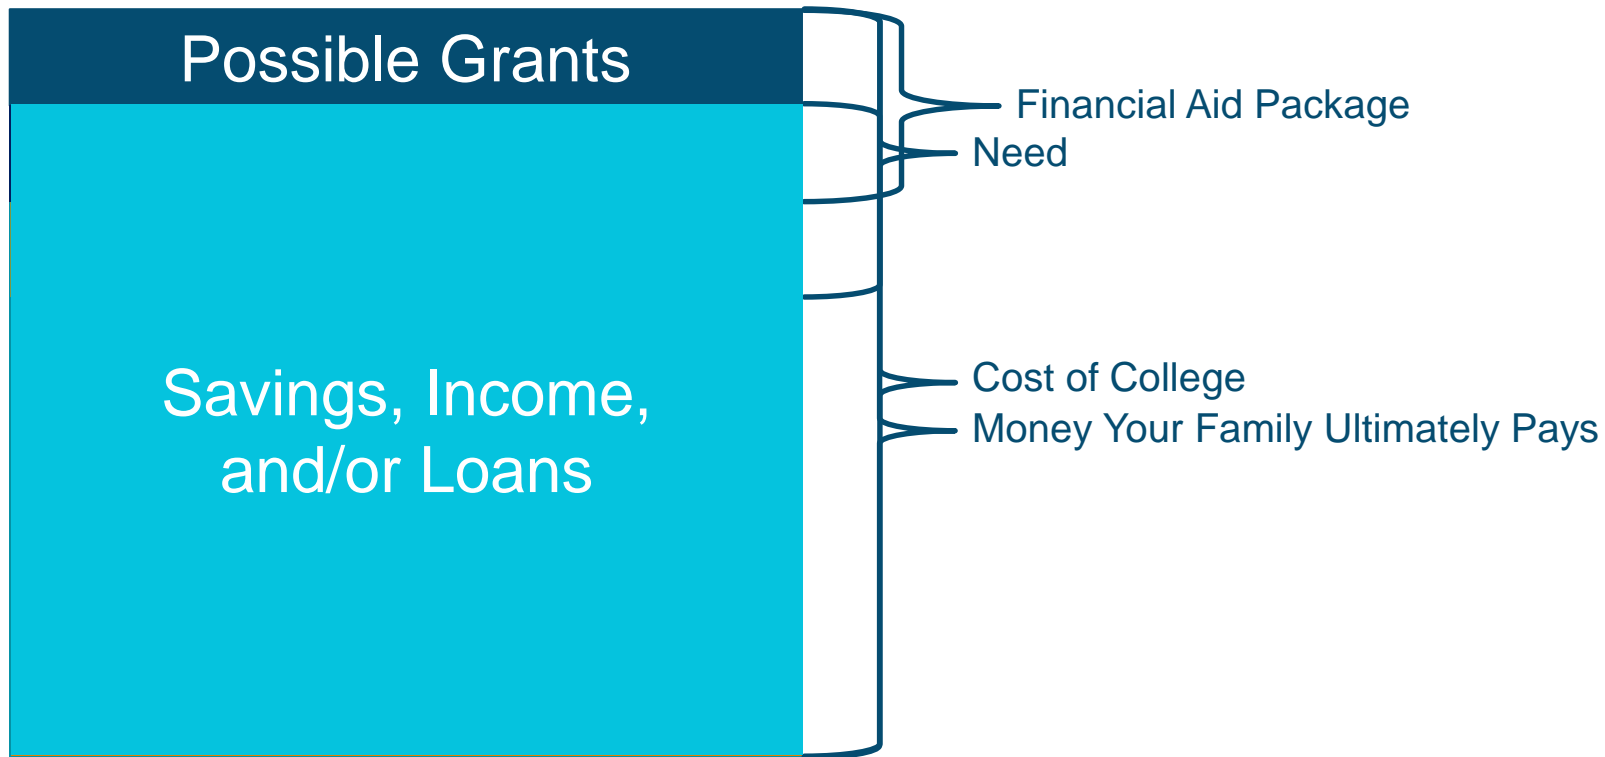 Possible Grants
Financial Aid Package
Need
Savings, Income,
and/or Loans
Cost of College
Money Your Family Ultimately Pays